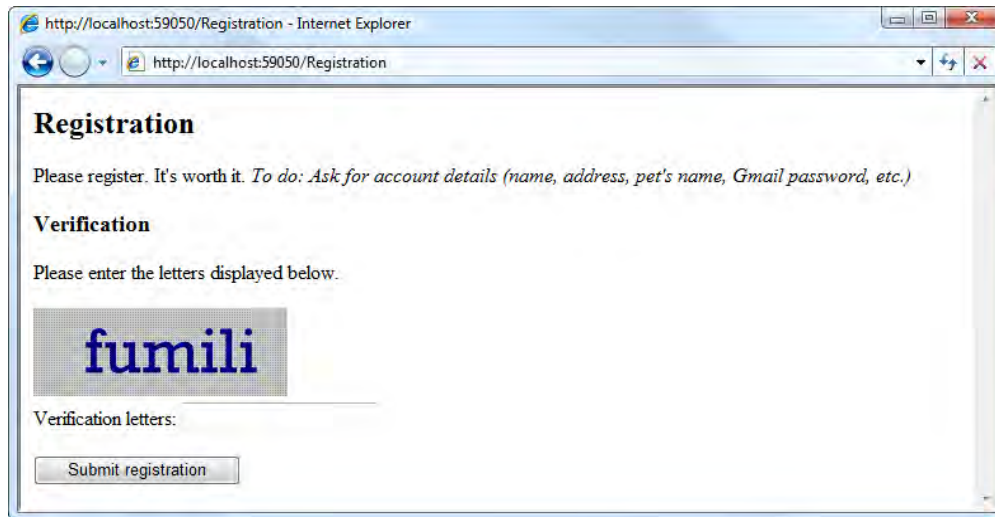 http://localhost:59050/Registration - Internet Explorer
http://localhost:59050/Registration
Registration
Please register. It's worth it. To do: Ask for account details (name, address, pet's name, Gmail password, etc.)
Verification
Please enter the letters displayed below.
fumili
Verification letters:
Submit registration